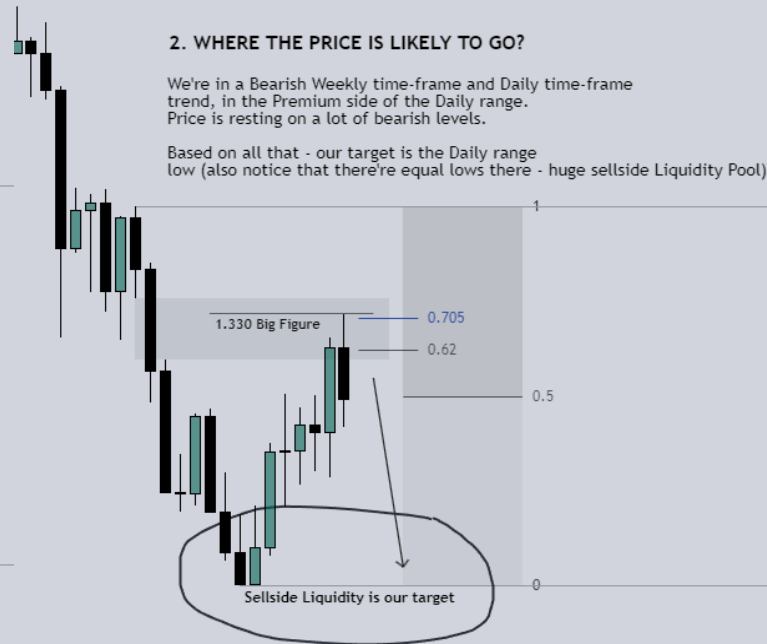 2. WHERE THE PRICE IS LIKELY TO GO?
We're in a Bearish Weekly time-frame and Daily time-frame
trend, in the Premium side of the Daily range.
Price is resting on a lot of bearish levels.
Based on all that - our target is the Daily range
low (also notice that there're equal lows there - huge sellside Liquidity Pool)
1
0.705
1.330 Big Figure
0.62
0.5
0
Sellside Liquidity is our target